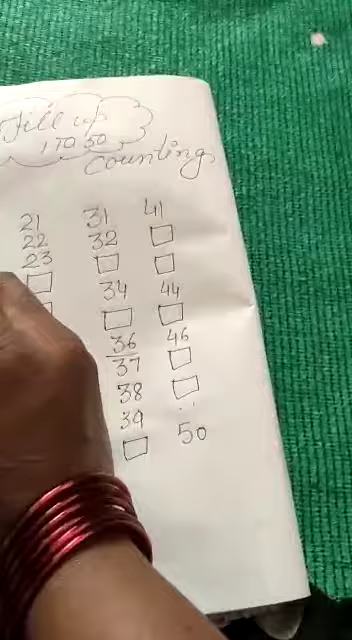 Fill up
1 TO 50
counting
21 31 41
22 32 □
23 □ □
□ 34 44
□ □
36 46
37 □
38 □
39
□ 50